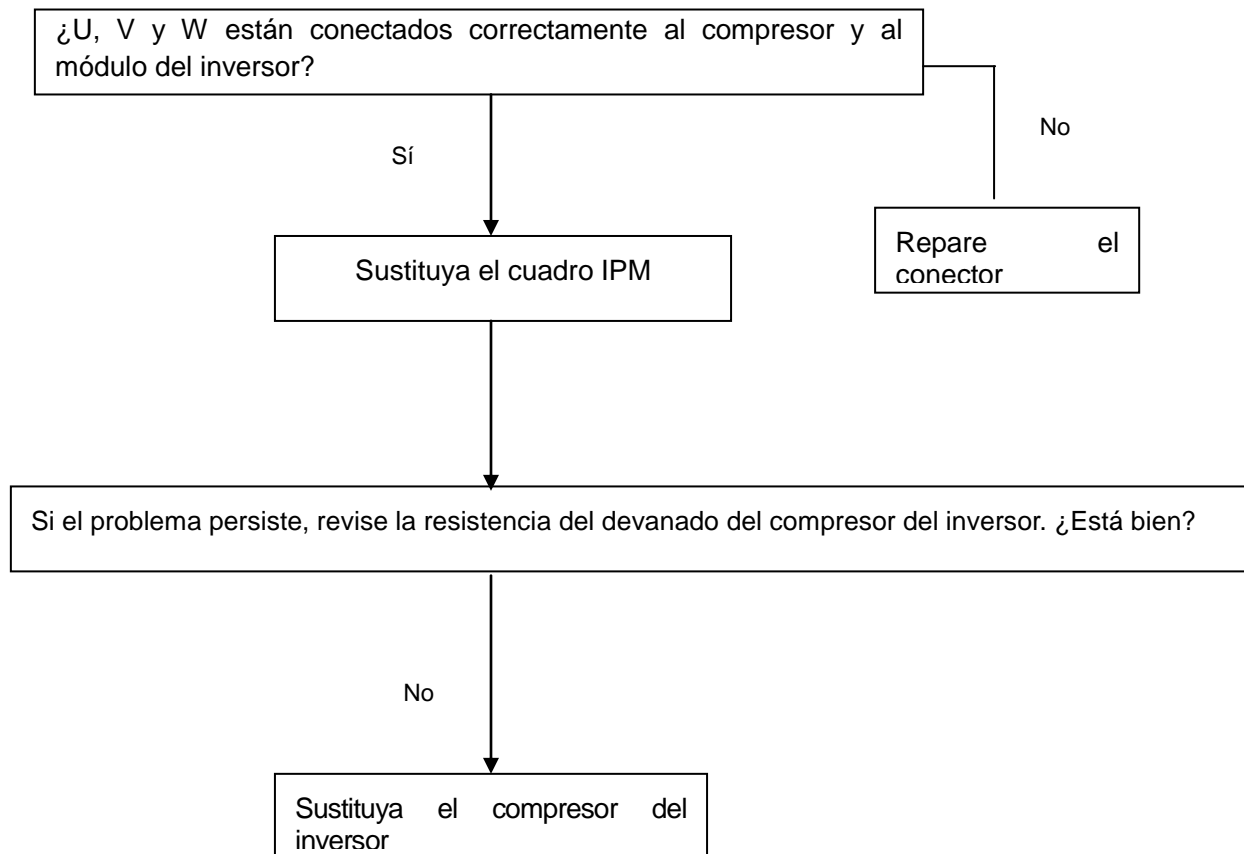 ¿U, V y W están conectados correctamente al compresor y al
módulo del inversor?
No
Sí
Repare el
conector
Sustituya el cuadro IPM
Si el problema persiste, revise la resistencia del devanado del compresor del inversor. ¿Está bien?
No
Sustituya el compresor del
inversor